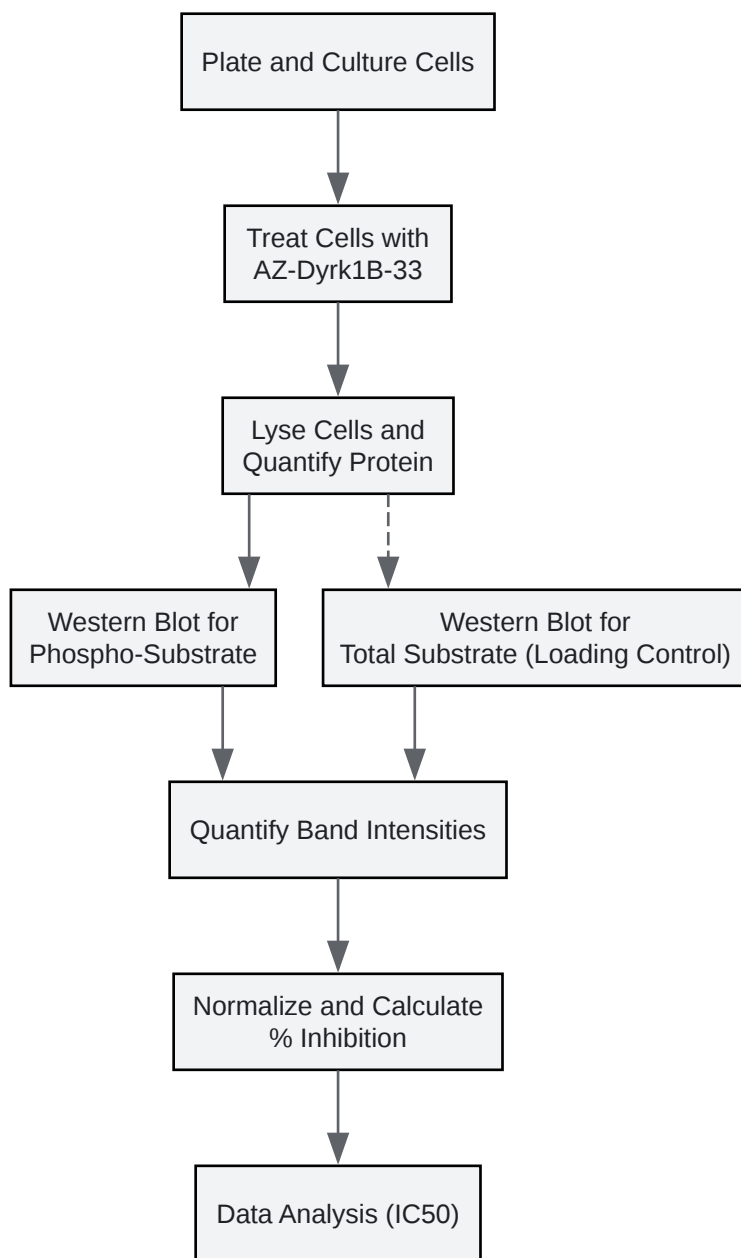 Plate and Culture Cells
Treat Cells with
AZ-Dyrk1B-33
Lyse Cells and
Quantify Protein
Western Blot for
Phospho-Substrate
Western Blot for
Total Substrate (Loading Control)
Quantify Band Intensities
Normalize and Calculate
% Inhibition
Data Analysis (IC50)